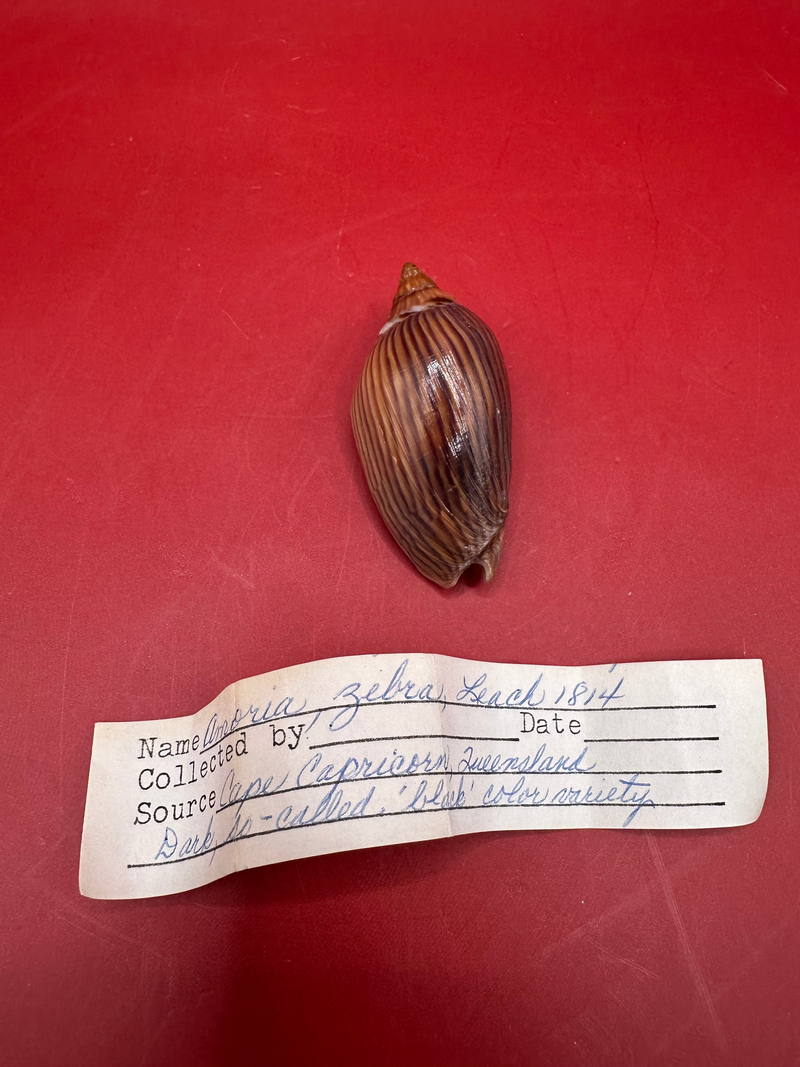 Name Amoria zebra, Leach 1814
Collected by Date
Source Cape Capricorn, Queensland
Dark, so-called 'black' color variety